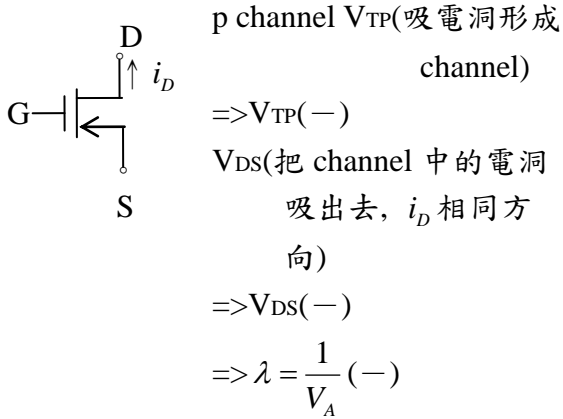 D
↑ i_D
G
S
p channel VTP(吸電洞形成
channel)
=>VTP(－)
VDS(把 channel 中的電洞
吸出去, i_D 相同方
向)
=>VDS(－)
=> λ = 1/V_A (－)